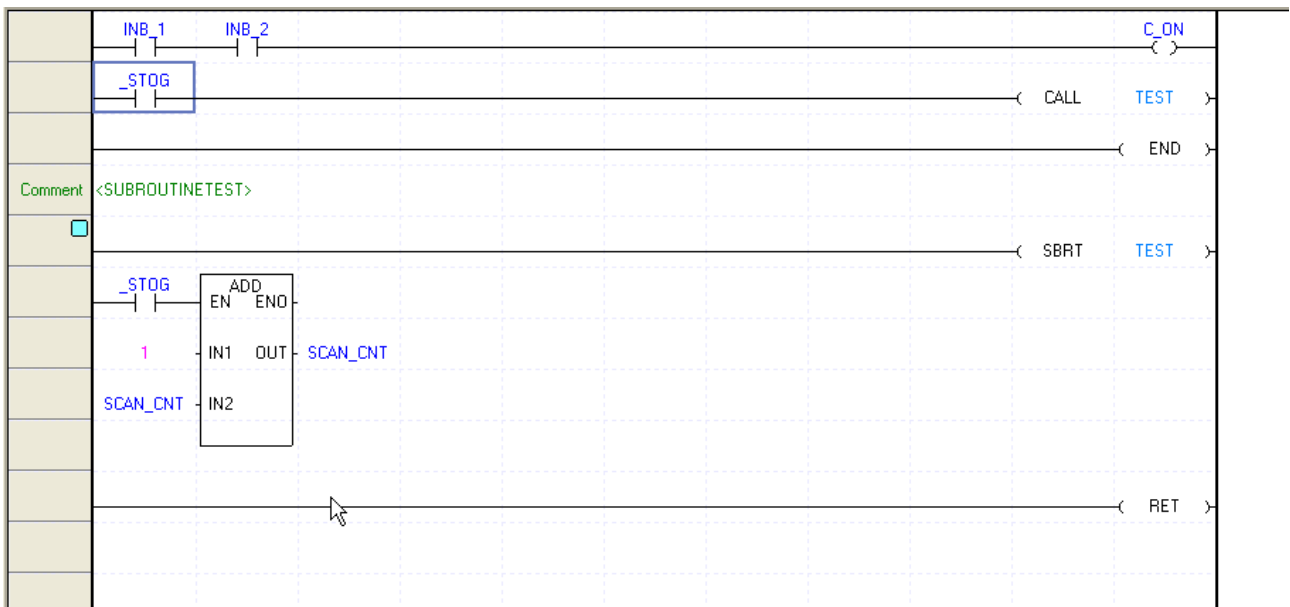 INB_1 INB_2 C_ON
_STOG
CALL TEST
END
Comment <SUBROUTINETEST>
SBRT TEST
_STOG ADD
EN ENO
1 IN1 OUT SCAN_CNT
SCAN_CNT IN2
RET